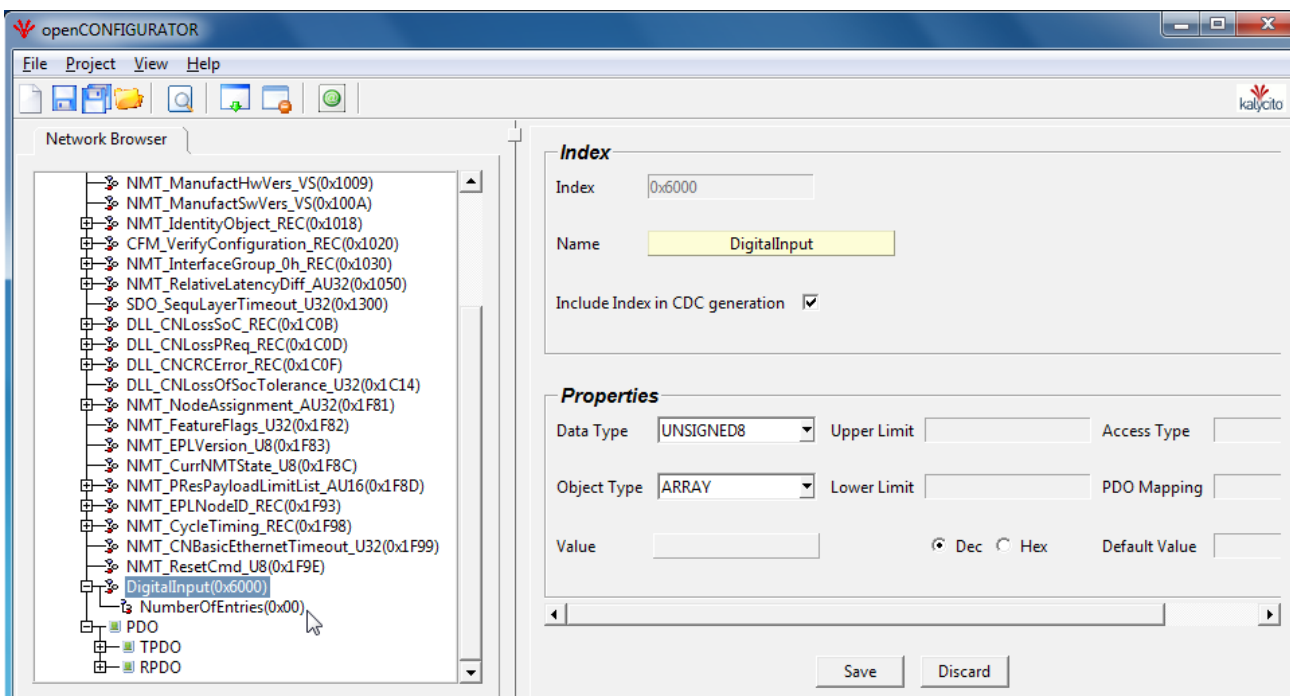 openCONFIGURATOR
File Project View Help
kalycito
Network Browser
NMT_ManufactHwVers_VS(0x1009)
NMT_ManufactSwVers_VS(0x100A)
NMT_IdentityObject_REC(0x1018)
CFM_VerifyConfiguration_REC(0x1020)
NMT_InterfaceGroup_0h_REC(0x1030)
NMT_RelativeLatencyDiff_AU32(0x1050)
SDO_SequLayerTimeout_U32(0x1300)
DLL_CNLossSoC_REC(0x1C0B)
DLL_CNLossPReq_REC(0x1C0D)
DLL_CNCRCError_REC(0x1C0F)
DLL_CNLossOfSocTolerance_U32(0x1C14)
NMT_NodeAssignment_AU32(0x1F81)
NMT_FeatureFlags_U32(0x1F82)
NMT_EPLVersion_U8(0x1F83)
NMT_CurrNMTState_U8(0x1F8C)
NMT_PResPayloadLimitList_AU16(0x1F8D)
NMT_EPLNodeID_REC(0x1F93)
NMT_CycleTiming_REC(0x1F98)
NMT_CNBasicEthernetTimeout_U32(0x1F99)
NMT_ResetCmd_U8(0x1F9E)
DigitalInput(0x6000)
NumberOfEntries(0x00)
PDO
TPDO
RPDO
Index
Index 0x6000
Name DigitalInput
Include Index in CDC generation
Properties
Data Type UNSIGNED8 Upper Limit Access Type
Object Type ARRAY Lower Limit PDO Mapping
Value Dec Hex Default Value
Save Discard